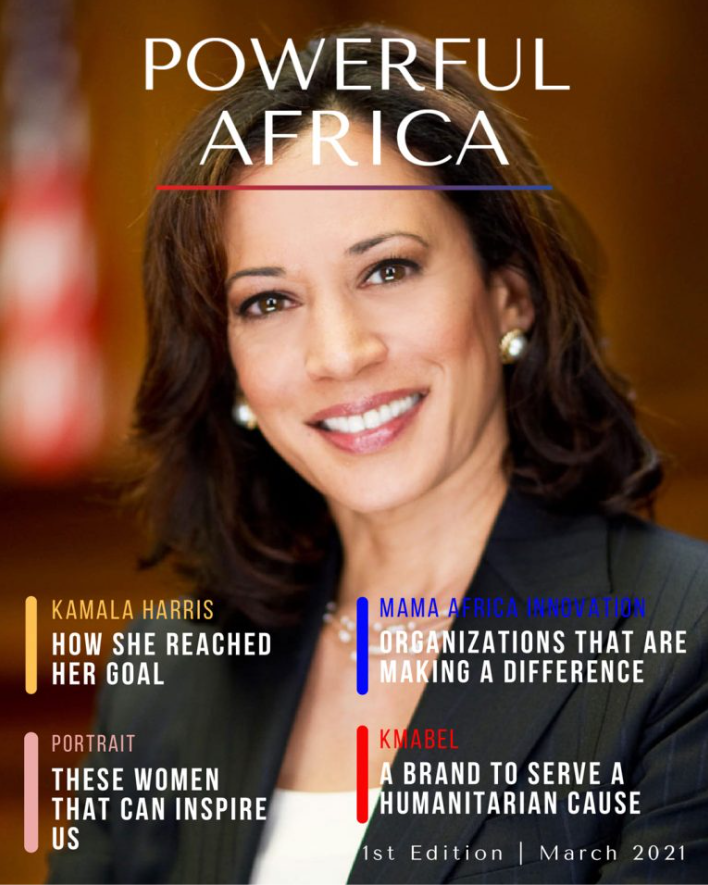 POWERFUL
AFRICA
KAMALA HARRIS
HOW SHE REACHED
HER GOAL
MAMA AFRICA INNOVATION
ORGANIZATIONS THAT ARE
MAKING A DIFFERENCE
PORTRAIT
THESE WOMEN
THAT CAN INSPIRE
US
KMABEL
A BRAND TO SERVE A
HUMANITARIAN CAUSE
1st Edition | March 2021